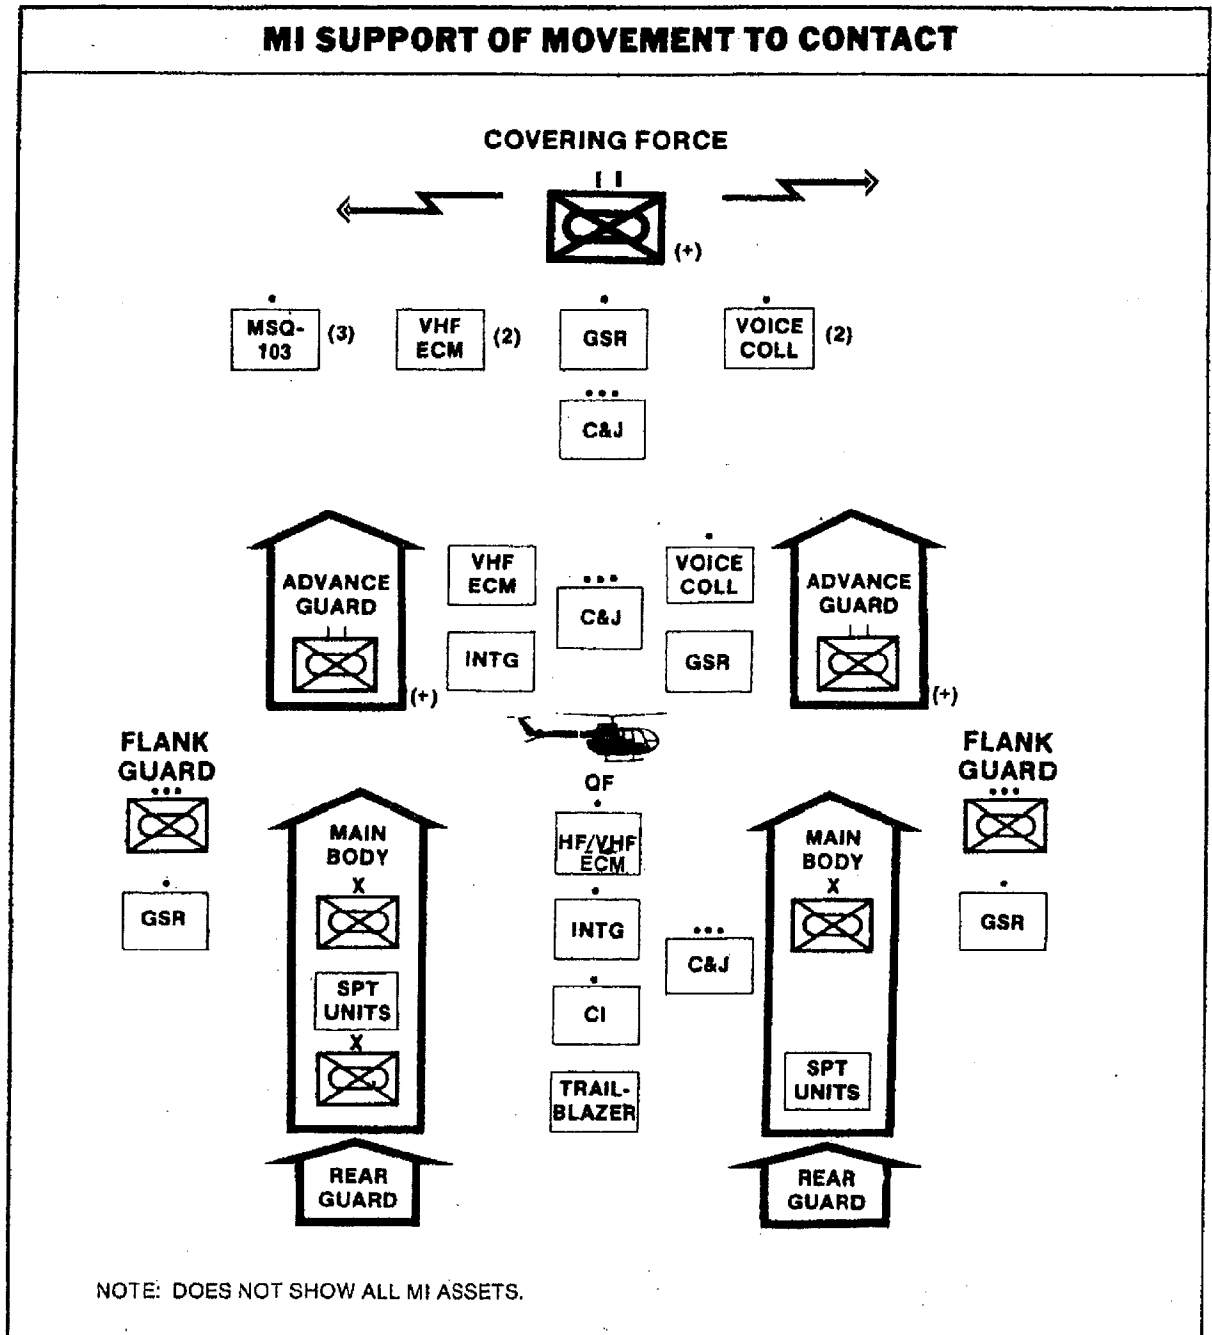 MI SUPPORT OF MOVEMENT TO CONTACT
COVERING FORCE
(+)
MSQ-
103
(3)
VHF
ECM
(2)
GSR
VOICE
COLL
(2)
C&J
ADVANCE
GUARD
(+)
VHF
ECM
INTG
C&J
VOICE
COLL
GSR
ADVANCE
GUARD
(+)
FLANK
GUARD
GSR
MAIN
BODY
X
SPT
UNITS
X
QF
HF/VHF
ECM
INTG
CI
TRAIL-
BLAZER
C&J
MAIN
BODY
X
SPT
UNITS
FLANK
GUARD
GSR
REAR
GUARD
REAR
GUARD
NOTE: DOES NOT SHOW ALL MI ASSETS.